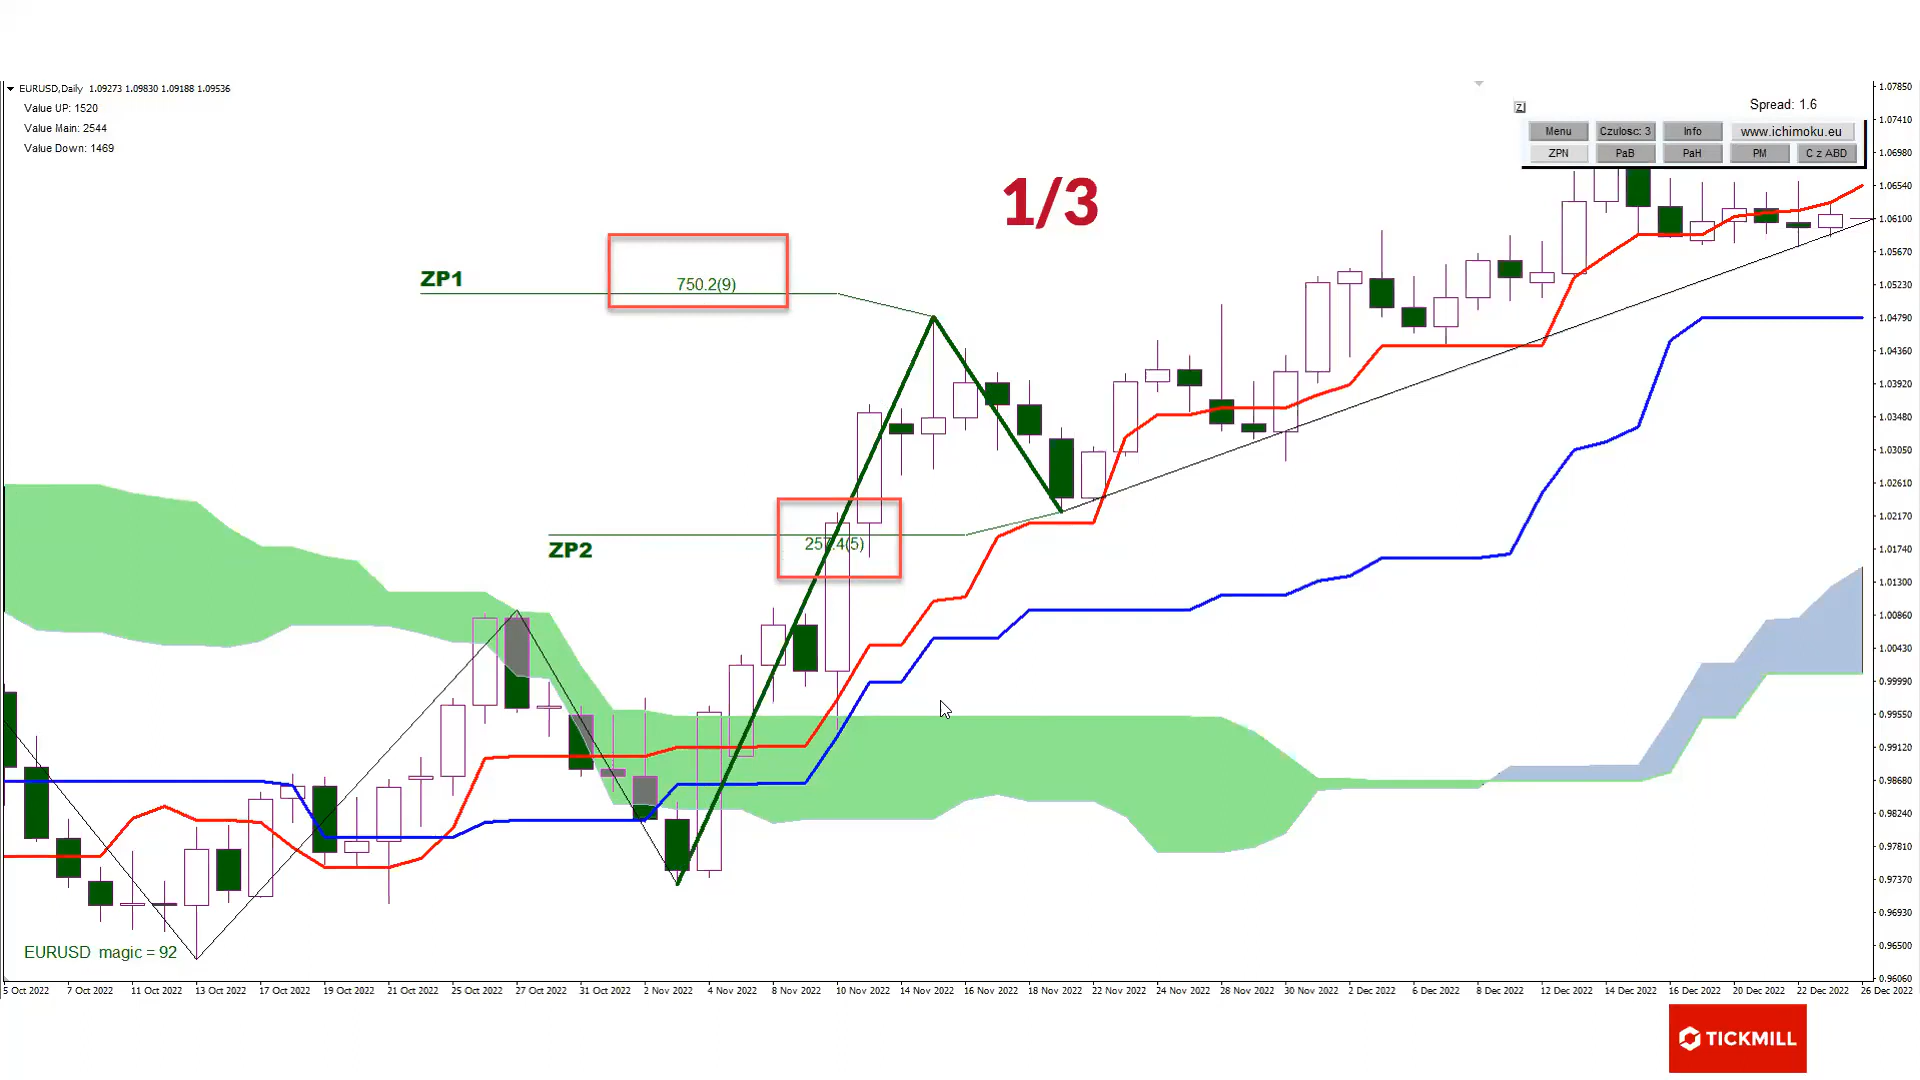 EURUSD,Daily 1.09273 1.09830 1.09188 1.09536
Value UP: 1520
Value Main: 2544
Value Down: 1469
Spread: 1.6
Z
Menu Czulosc: 3 Info www.ichimoku.eu
ZPN PaB PaH PM C z ABD
1/3
ZP1 750.2(9)
ZP2 257.4(5)
1.07850
1.07410
1.06980
1.06540
1.06100
1.05670
1.05230
1.04790
1.04360
1.03920
1.03480
1.03050
1.02610
1.02170
1.01740
1.01300
1.00860
1.00430
0.99990
0.99550
0.99120
0.98680
0.98240
0.97810
0.97370
0.96930
0.96500
0.96060
EURUSD magic = 92
5 Oct 2022 7 Oct 2022 11 Oct 2022 13 Oct 2022 17 Oct 2022 19 Oct 2022 21 Oct 2022 25 Oct 2022 27 Oct 2022 31 Oct 2022 2 Nov 2022 4 Nov 2022 8 Nov 2022 10 Nov 2022 14 Nov 2022 16 Nov 2022 18 Nov 2022 22 Nov 2022 24 Nov 2022 28 Nov 2022 30 Nov 2022 2 Dec 2022 6 Dec 2022 8 Dec 2022 12 Dec 2022 14 Dec 2022 16 Dec 2022 20 Dec 2022 22 Dec 2022 26 Dec 2022
TICKMILL